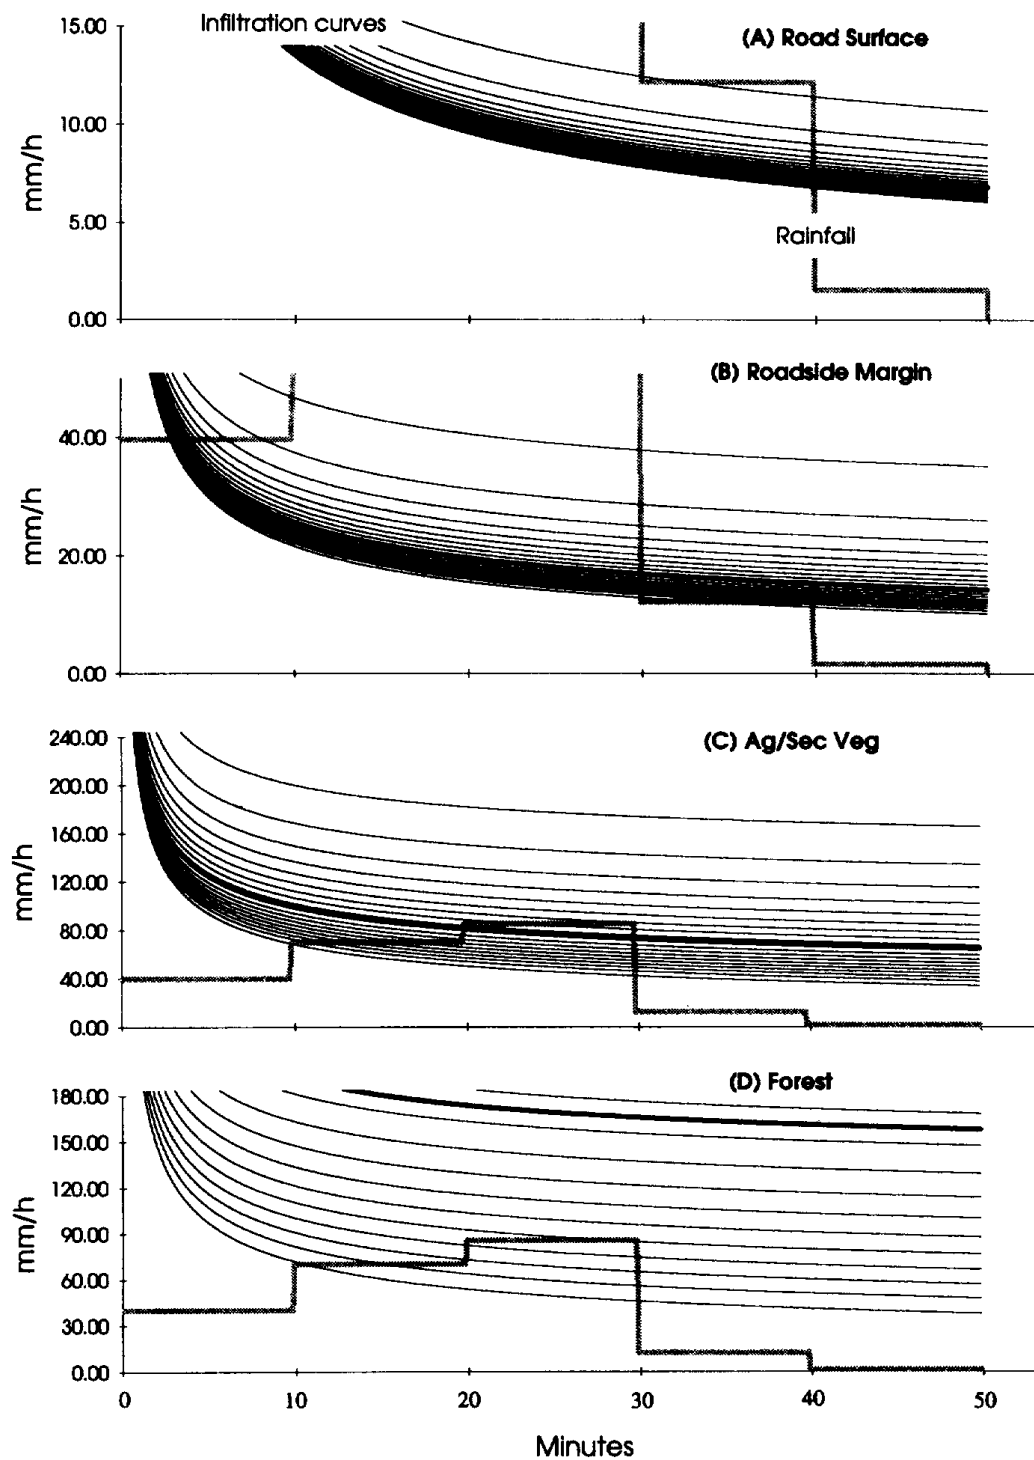 Infiltration curves
(A) Road Surface
15.00
10.00
5.00
0.00
mm/h
Rainfall
(B) Roadside Margin
40.00
20.00
0.00
mm/h
(C) Ag/Sec Veg
240.00
200.00
160.00
120.00
80.00
40.00
0.00
mm/h
(D) Forest
180.00
150.00
120.00
90.00
60.00
30.00
0.00
mm/h
0 10 20 30 40 50
Minutes